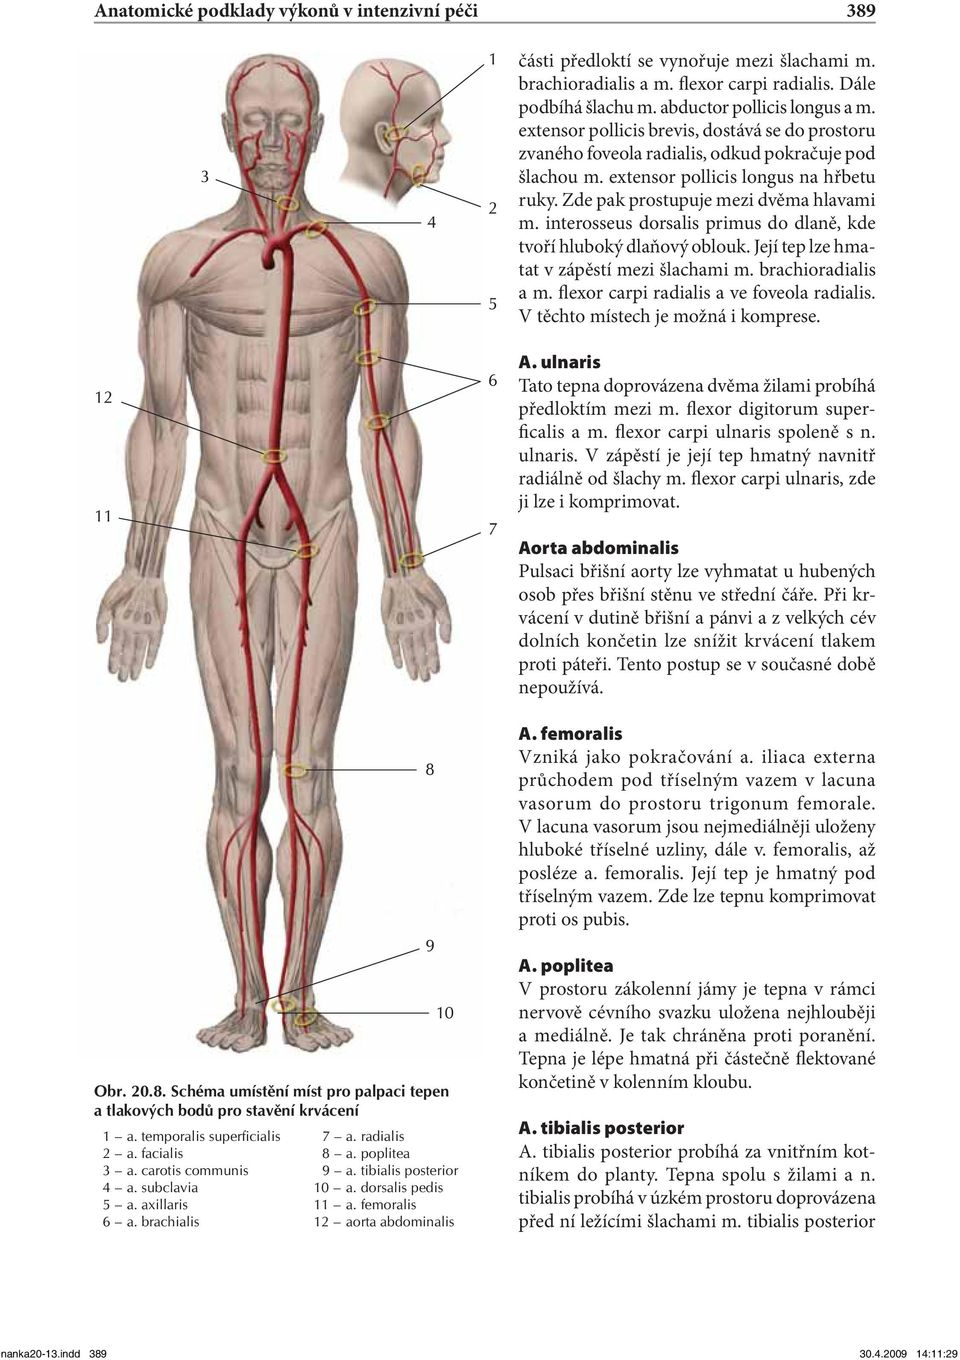 Anatomické podklady výkonů v intenzivní péči 389
1
3
4
2
5
12
6
11
7
8
9
10
Obr. 20.8. Schéma umístění míst pro palpaci tepen
a tlakových bodů pro stavění krvácení
1 – a. temporalis superficialis
2 – a. facialis
3 – a. carotis communis
4 – a. subclavia
5 – a. axillaris
6 – a. brachialis
7 – a. radialis
8 – a. poplitea
9 – a. tibialis posterior
10 – a. dorsalis pedis
11 – a. femoralis
12 – aorta abdominalis
části předloktí se vynořuje mezi šlachami m.
brachioradialis a m. flexor carpi radialis. Dále
podbíhá šlachu m. abductor pollicis longus a m.
extensor pollicis brevis, dostává se do prostoru
zvaného foveola radialis, odkud pokračuje pod
šlachou m. extensor pollicis longus na hřbetu
ruky. Zde pak prostupuje mezi dvěma hlavami
m. interosseus dorsalis primus do dlaně, kde
tvoří hluboký dlaňový oblouk. Její tep lze hma-
tat v zápěstí mezi šlachami m. brachioradialis
a m. flexor carpi radialis a ve foveola radialis.
V těchto místech je možná i komprese.
A. ulnaris
Tato tepna doprovázena dvěma žilami probíhá
předloktím mezi m. flexor digitorum super-
ficalis a m. flexor carpi ulnaris spoleně s n.
ulnaris. V zápěstí je její tep hmatný navnitř
radiálně od šlachy m. flexor carpi ulnaris, zde
ji lze i komprimovat.
Aorta abdominalis
Pulsaci břišní aorty lze vyhmatat u hubených
osob přes břišní stěnu ve střední čáře. Při kr-
vácení v dutině břišní a pánvi a z velkých cév
dolních končetin lze snížit krvácení tlakem
proti páteři. Tento postup se v současné době
nepoužívá.
A. femoralis
Vzniká jako pokračování a. iliaca externa
průchodem pod tříselným vazem v lacuna
vasorum do prostoru trigonum femorale.
V lacuna vasorum jsou nejmediálněji uloženy
hluboké tříselné uzliny, dále v. femoralis, až
posléze a. femoralis. Její tep je hmatný pod
tříselným vazem. Zde lze tepnu komprimovat
proti os pubis.
A. poplitea
V prostoru zákolenní jámy je tepna v rámci
nervově cévního svazku uložena nejhlouběji
a mediálně. Je tak chráněna proti poranění.
Tepna je lépe hmatná při částečně flektované
končetině v kolenním kloubu.
A. tibialis posterior
A. tibialis posterior probíhá za vnitřním kot-
níkem do planty. Tepna spolu s žilami a n.
tibialis probíhá v úzkém prostoru doprovázena
před ní ležícími šlachami m. tibialis posterior
nanka20-13.indd 389 30.4.2009 14:11:29